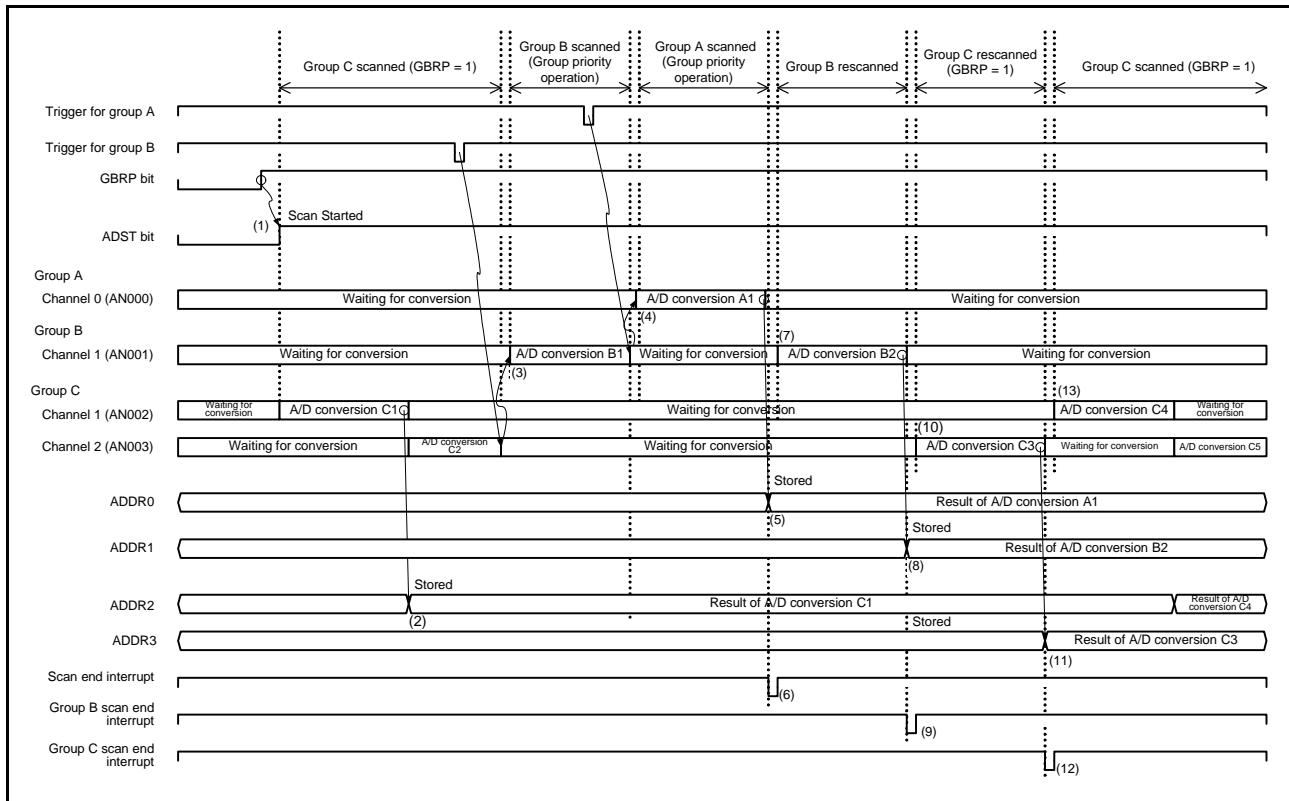 Group C scanned (GBRP = 1)
Group B scanned
(Group priority
operation)
Group A scanned
(Group priority
operation)
Group B rescanned
Group C rescanned
(GBRP = 1)
Group C scanned (GBRP = 1)
Trigger for group A
Trigger for group B
GBRP bit
(1)
Scan Started
ADST bit
Group A
Channel 0 (AN000)
Waiting for conversion
A/D conversion A1
Waiting for conversion
(4)
Group B
(7)
Channel 1 (AN001)
Waiting for conversion
A/D conversion B1
Waiting for conversion
A/D conversion B2
Waiting for conversion
(3)
Group C
(13)
Channel 1 (AN002)
Waiting for
conversion
A/D conversion C1
Waiting for conversion
A/D conversion C4
Waiting for
conversion
(10)
Channel 2 (AN003)
Waiting for conversion
A/D conversion
C2
Waiting for conversion
A/D conversion C3
Waiting for conversion
A/D conversion C5
Stored
ADDR0
Result of A/D conversion A1
(5)
Stored
ADDR1
Result of A/D conversion B2
(8)
Stored
ADDR2
Result of A/D conversion C1
Result of A/D
conversion C4
(2)
Stored
ADDR3
Result of A/D conversion C3
(11)
Scan end interrupt
(6)
Group B scan end
interrupt
(9)
Group C scan end
interrupt
(12)